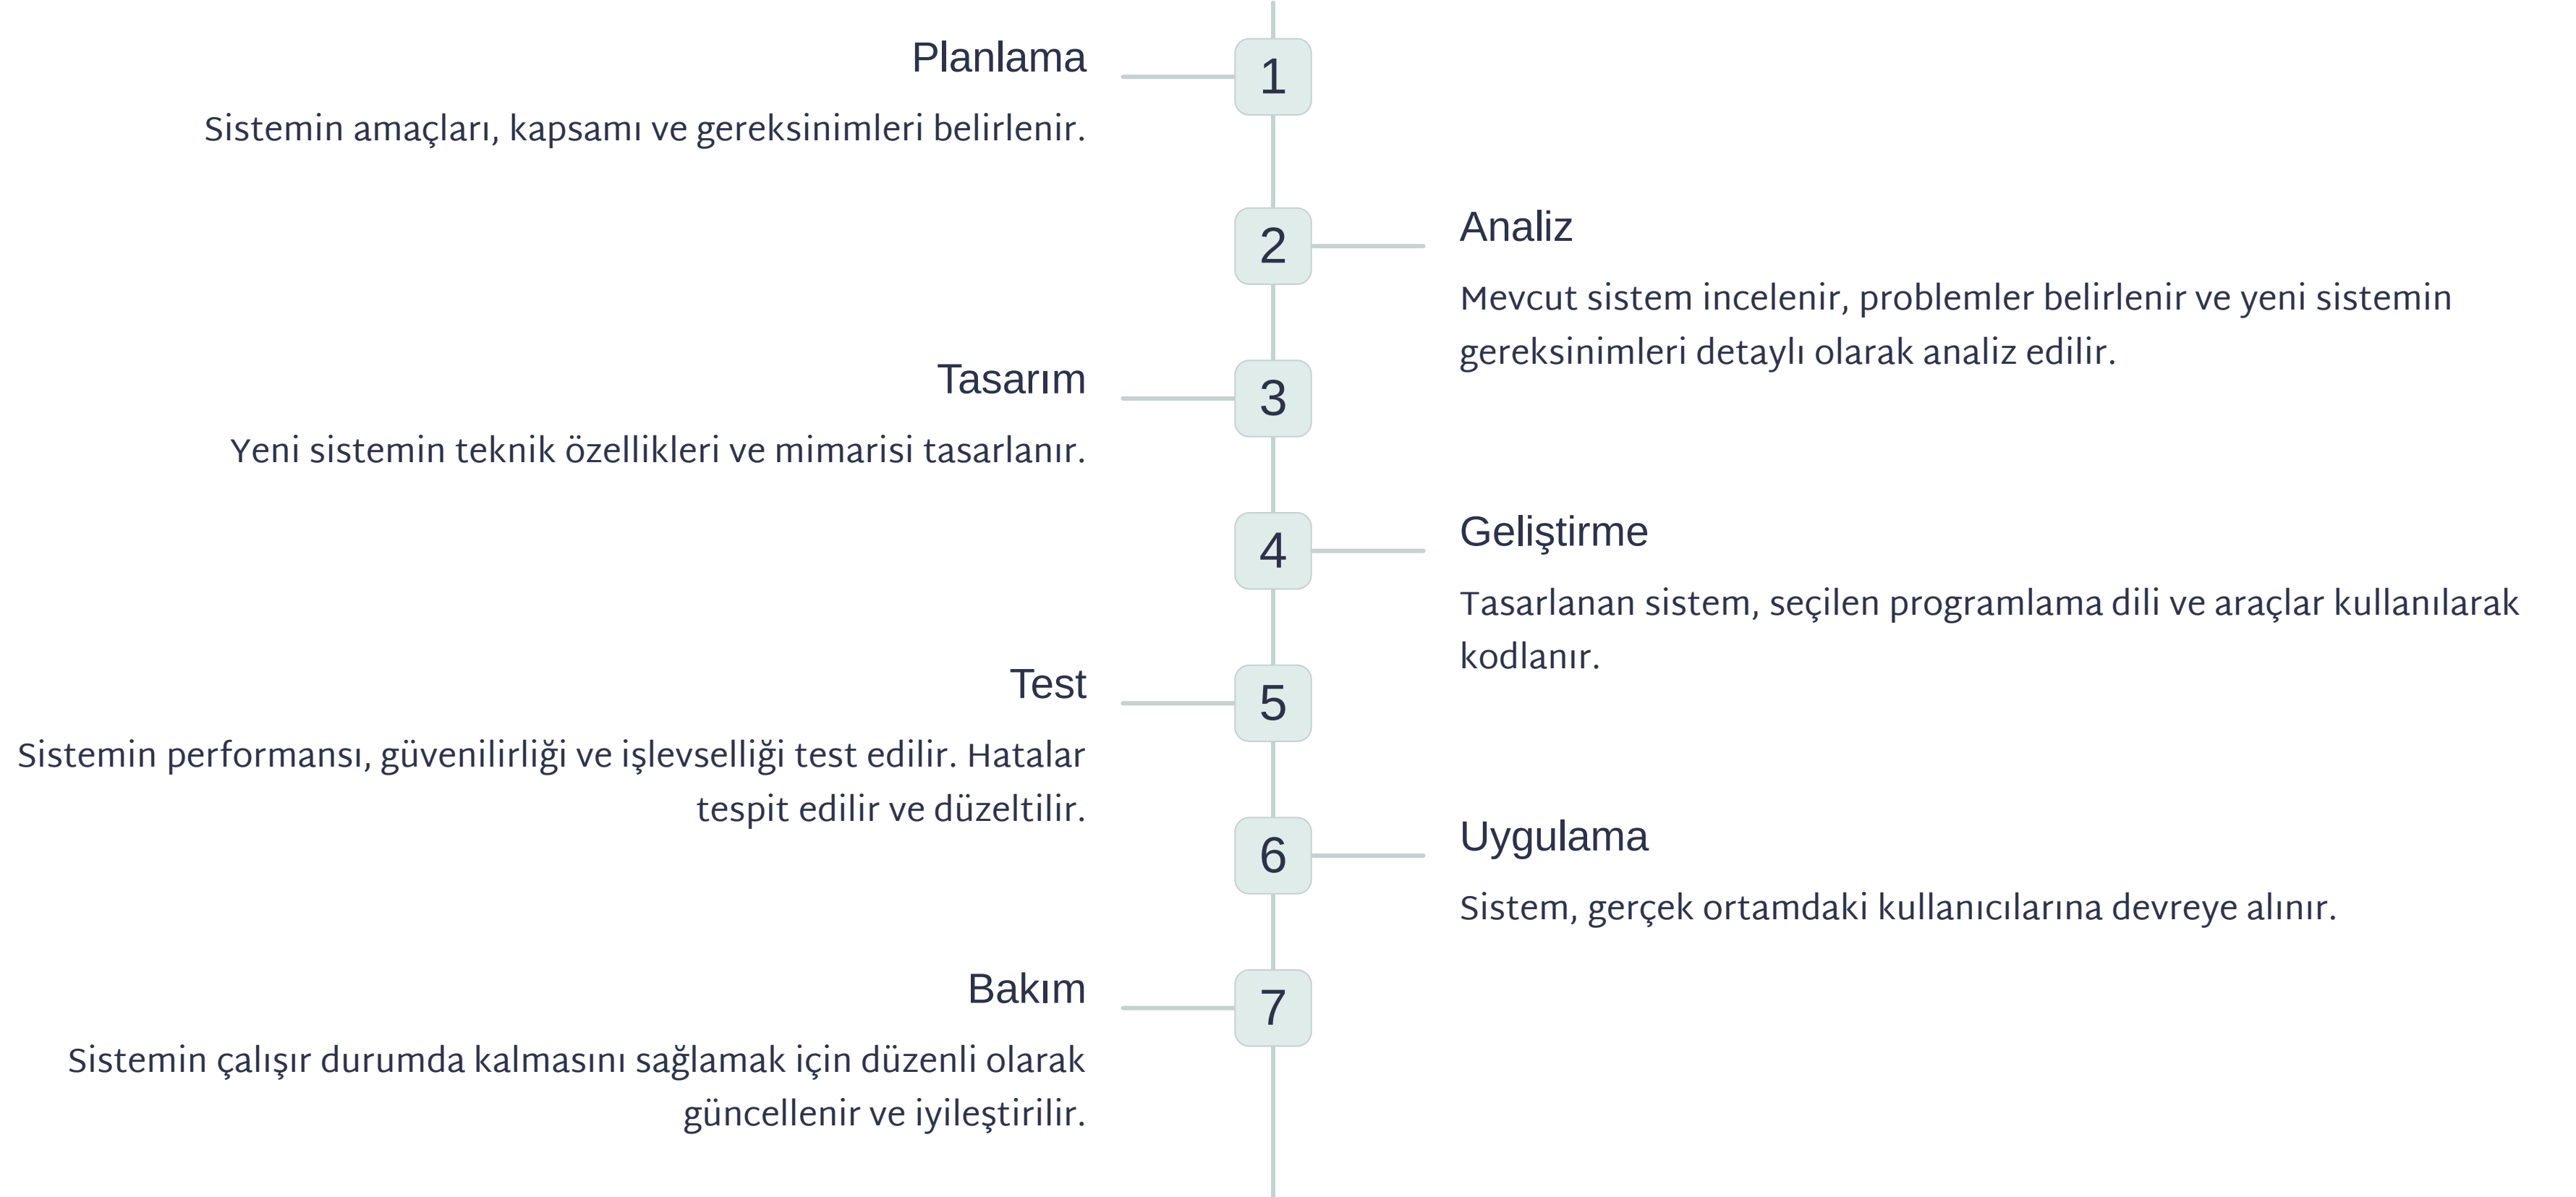 Planlama
1
Sistemin amaçları, kapsamı ve gereksinimleri belirlenir.
2
Analiz
Mevcut sistem incelenir, problemler belirlenir ve yeni sistemin
gereksinimleri detaylı olarak analiz edilir.
Tasarım
3
Yeni sistemin teknik özellikleri ve mimarisi tasarlanır.
4
Geliştirme
Tasarlanan sistem, seçilen programlama dili ve araçlar kullanılarak
kodlanır.
Test
5
Sistemin performansı, güvenilirliği ve işlevselliği test edilir. Hatalar
tespit edilir ve düzeltilir.
6
Uygulama
Sistem, gerçek ortamdaki kullanıcılarına devreye alınır.
Bakım
7
Sistemin çalışır durumda kalmasını sağlamak için düzenli olarak
güncellenir ve iyileştirilir.